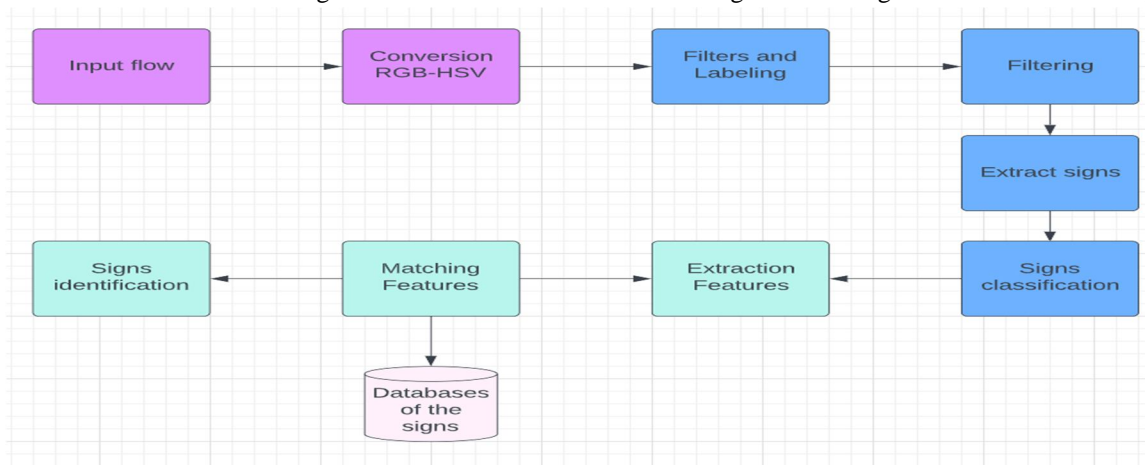 Input flow
Conversion
RGB-HSV
Filters and
Labeling
Filtering
Extract signs
Signs
classification
Extraction
Features
Matching
Features
Signs
identification
Databases
of the
signs